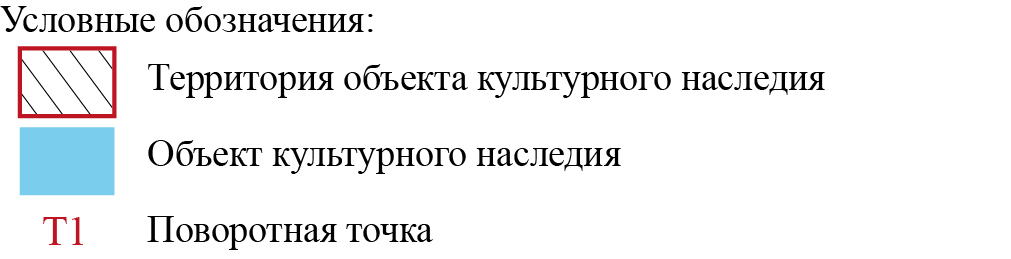 Условные обозначения:
Территория объекта культурного наследия
Объект культурного наследия
Т1 Поворотная точка